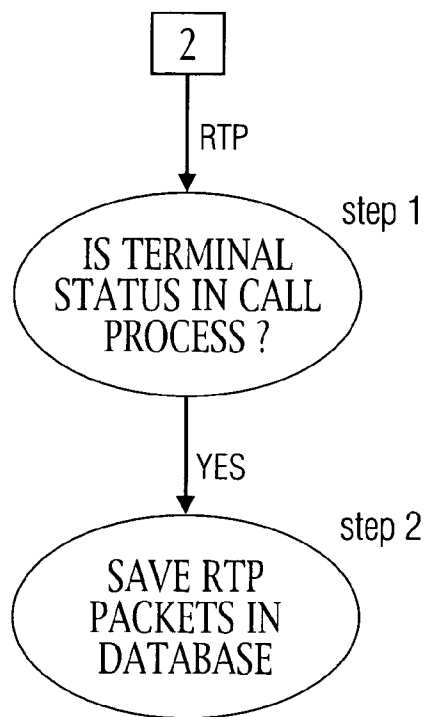 2
RTP
step 1
IS TERMINAL
STATUS IN CALL
PROCESS ?
YES
step 2
SAVE RTP
PACKETS IN
DATABASE